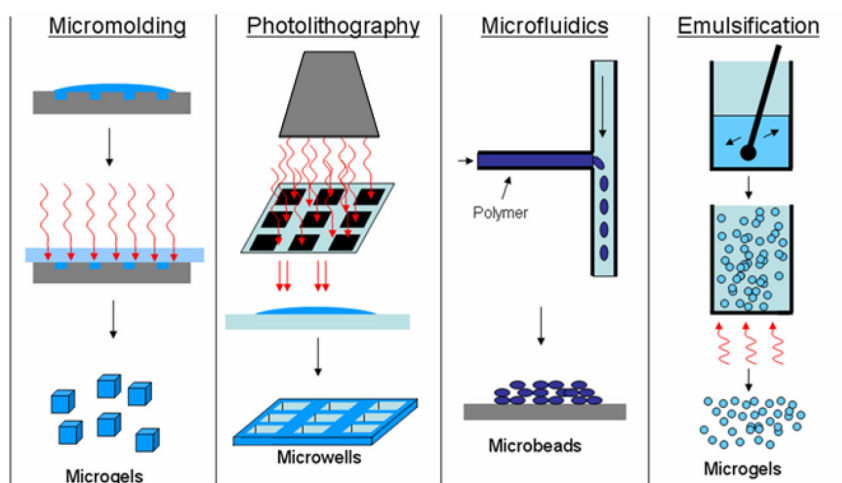 Micromolding
Photolithography
Microfluidics
Emulsification
Polymer
Microgels
Microwells
Microbeads
Microgels